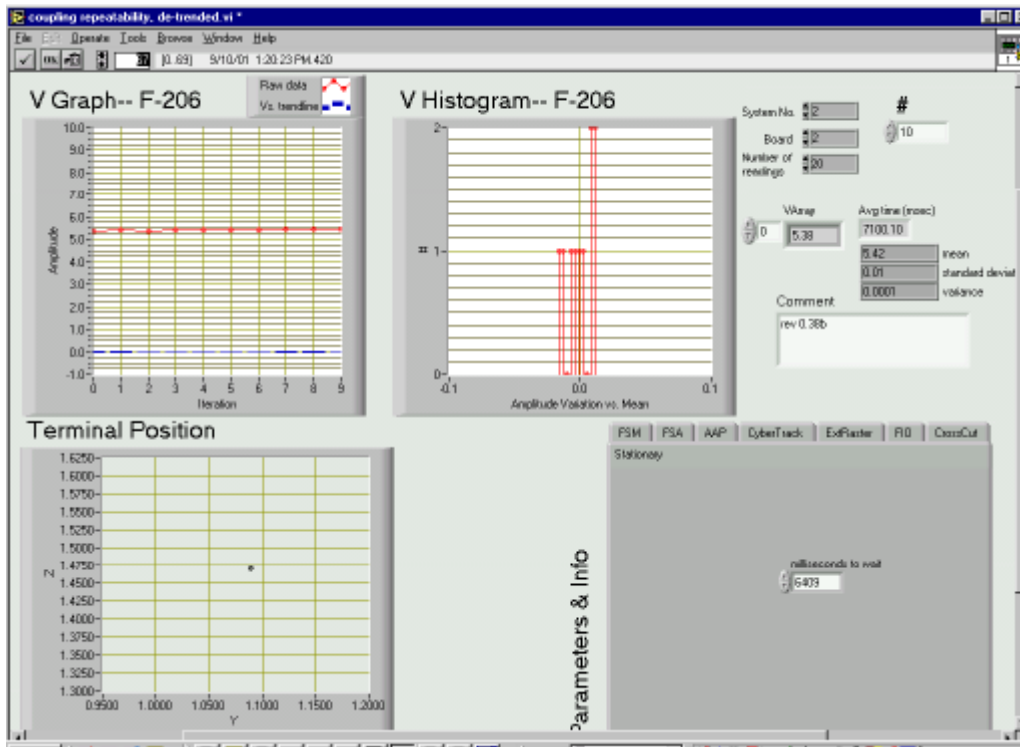 coupling repeatability, de-trended.vi *
File Edit Operate Tools Browse Window Help
37 [0..69] 9/10/01 1:20:23 PM.420
V Graph-- F-206
Raw data
Vs. trendline
10.0
9.0
8.0
7.0
6.0
5.0
4.0
3.0
2.0
1.0
0.0
-1.0
Amplitude
0 1 2 3 4 5 6 7 8 9
Iteration
V Histogram-- F-206
2
1
0
#
-0.1 0.0 0.1
Amplitude Variation vs. Mean
System No. 2
Board 2
Number of readings 20
#
10
VArray
0 5.38
Avg time (msec)
7100.10
5.42 mean
0.01 standard deviat
0.0001 variance
Comment
rev 0.38b
Terminal Position
1.6250
1.6000
1.5750
1.5500
1.5250
1.5000
1.4750
1.4500
1.4250
1.4000
1.3750
1.3500
1.3250
1.3000
Z
0.9500 1.0000 1.0500 1.1000 1.1500 1.2000
Y
Parameters & Info
FSM FSA AAP CyberTrack ExtRaster FIO CrossCut
Stationary
milliseconds to wait
6409